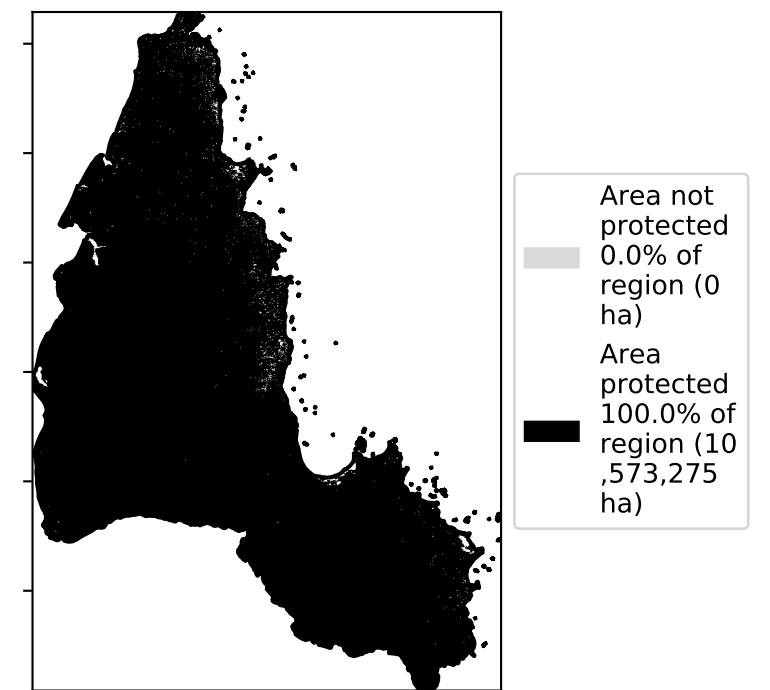 Area not
protected
0.0% of
region (0
ha)
Area
protected
100.0% of
region (10
,573,275
ha)